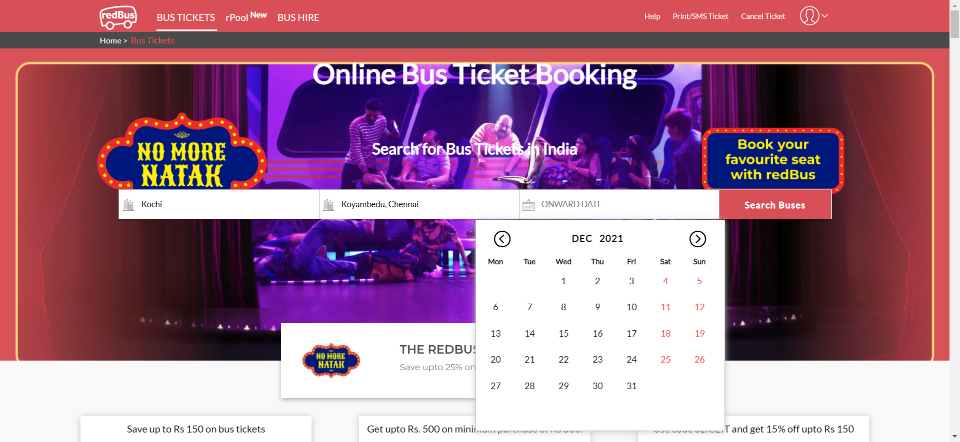 redBus
BUS TICKETS
rPool New
BUS HIRE
Help
Print/SMS Ticket
Cancel Ticket
Home > Bus Tickets
Online Bus Ticket Booking
Search for Bus Tickets in India
NO MORE
NATAK
Book your
favourite seat
with redBus
Kochi
Koyambedu, Chennai
ONWARD DATE
Search Buses
DEC 2021
Mon Tue Wed Thu Fri Sat Sun
1 2 3 4 5
6 7 8 9 10 11 12
13 14 15 16 17 18 19
20 21 22 23 24 25 26
27 28 29 30 31
NO MORE
NATAK
THE REDBUS
Save upto 25% on
Save up to Rs 150 on bus tickets
Get upto Rs. 500 on minimum purchase of Rs 500!
Use code and get 15% off upto Rs 150